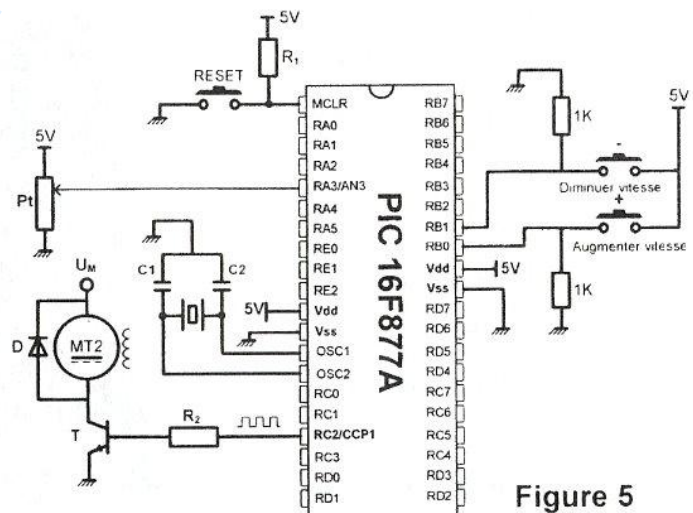 5V
R1
RESET
5V
Pt
UM
D
MT2
T
C1
C2
5V
R2
MCLR
RA0
RA1
RA2
RA3/AN3
RA4
RA5
RE0
RE1
RE2
Vdd
Vss
OSC1
OSC2
RC0
RC1
RC2/CCP1
RC3
RD0
RD1
PIC 16F877A
RB7
RB6
RB5
RB4
RB3
RB2
RB1
RB0
Vdd
Vss
RD7
RD6
RD5
RD4
RC7
RC6
RC5
RC4
RD3
RD2
5V
1K
5V
-
Diminuer vitesse
+
Augmenter vitesse
1K
Figure 5